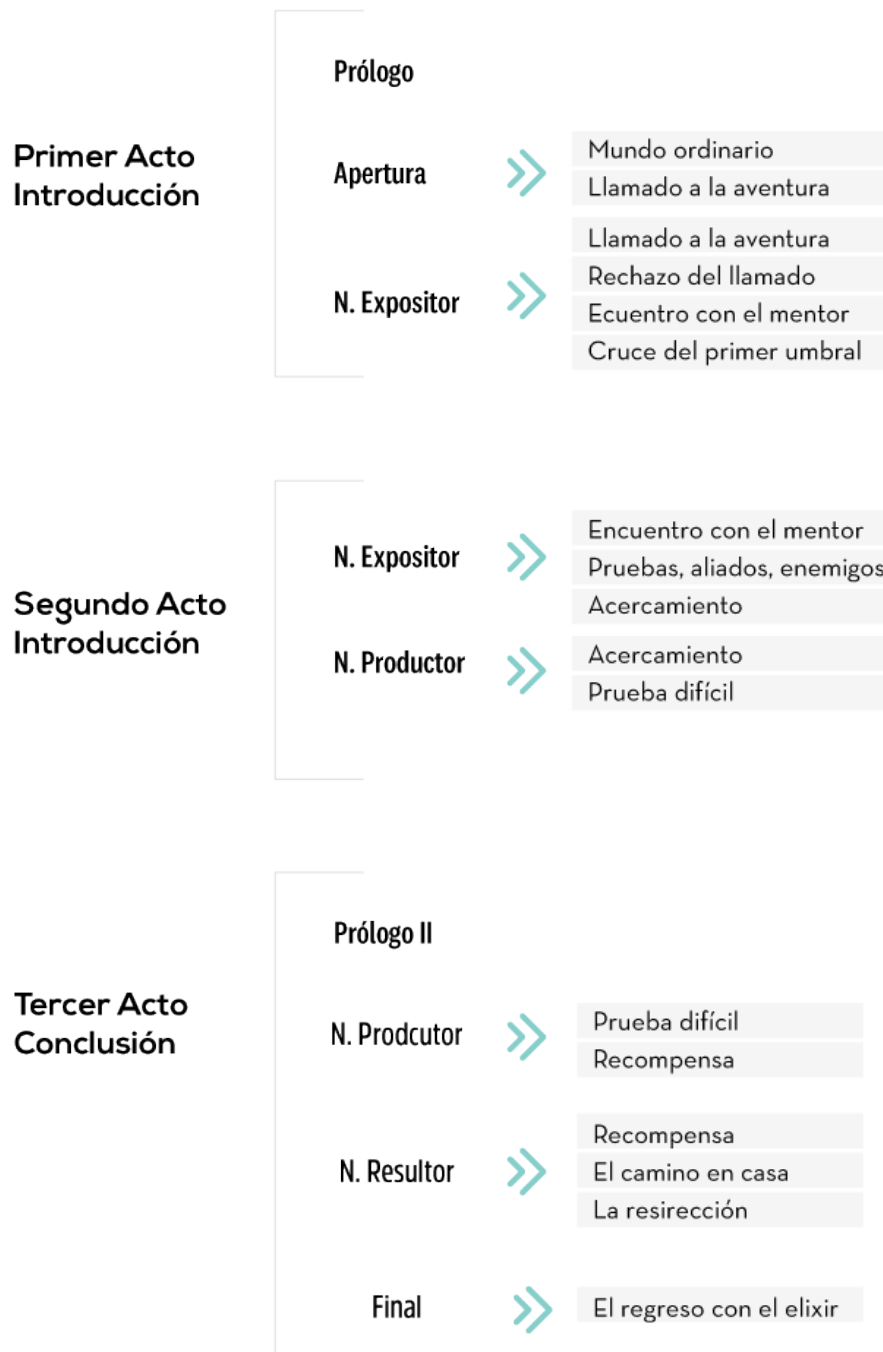 Primer Acto
Introducción
Prólogo
Apertura
Mundo ordinario
Llamado a la aventura
N. Expositor
Llamado a la aventura
Rechazo del llamado
Ecuentro con el mentor
Cruce del primer umbral
Segundo Acto
Introducción
N. Expositor
Encuentro con el mentor
Pruebas, aliados, enemigos
Acercamiento
N. Productor
Acercamiento
Prueba difícil
Tercer Acto
Conclusión
Prólogo II
N. Prodcutor
Prueba difícil
Recompensa
N. Resultor
Recompensa
El camino en casa
La resirección
Final
El regreso con el elixir